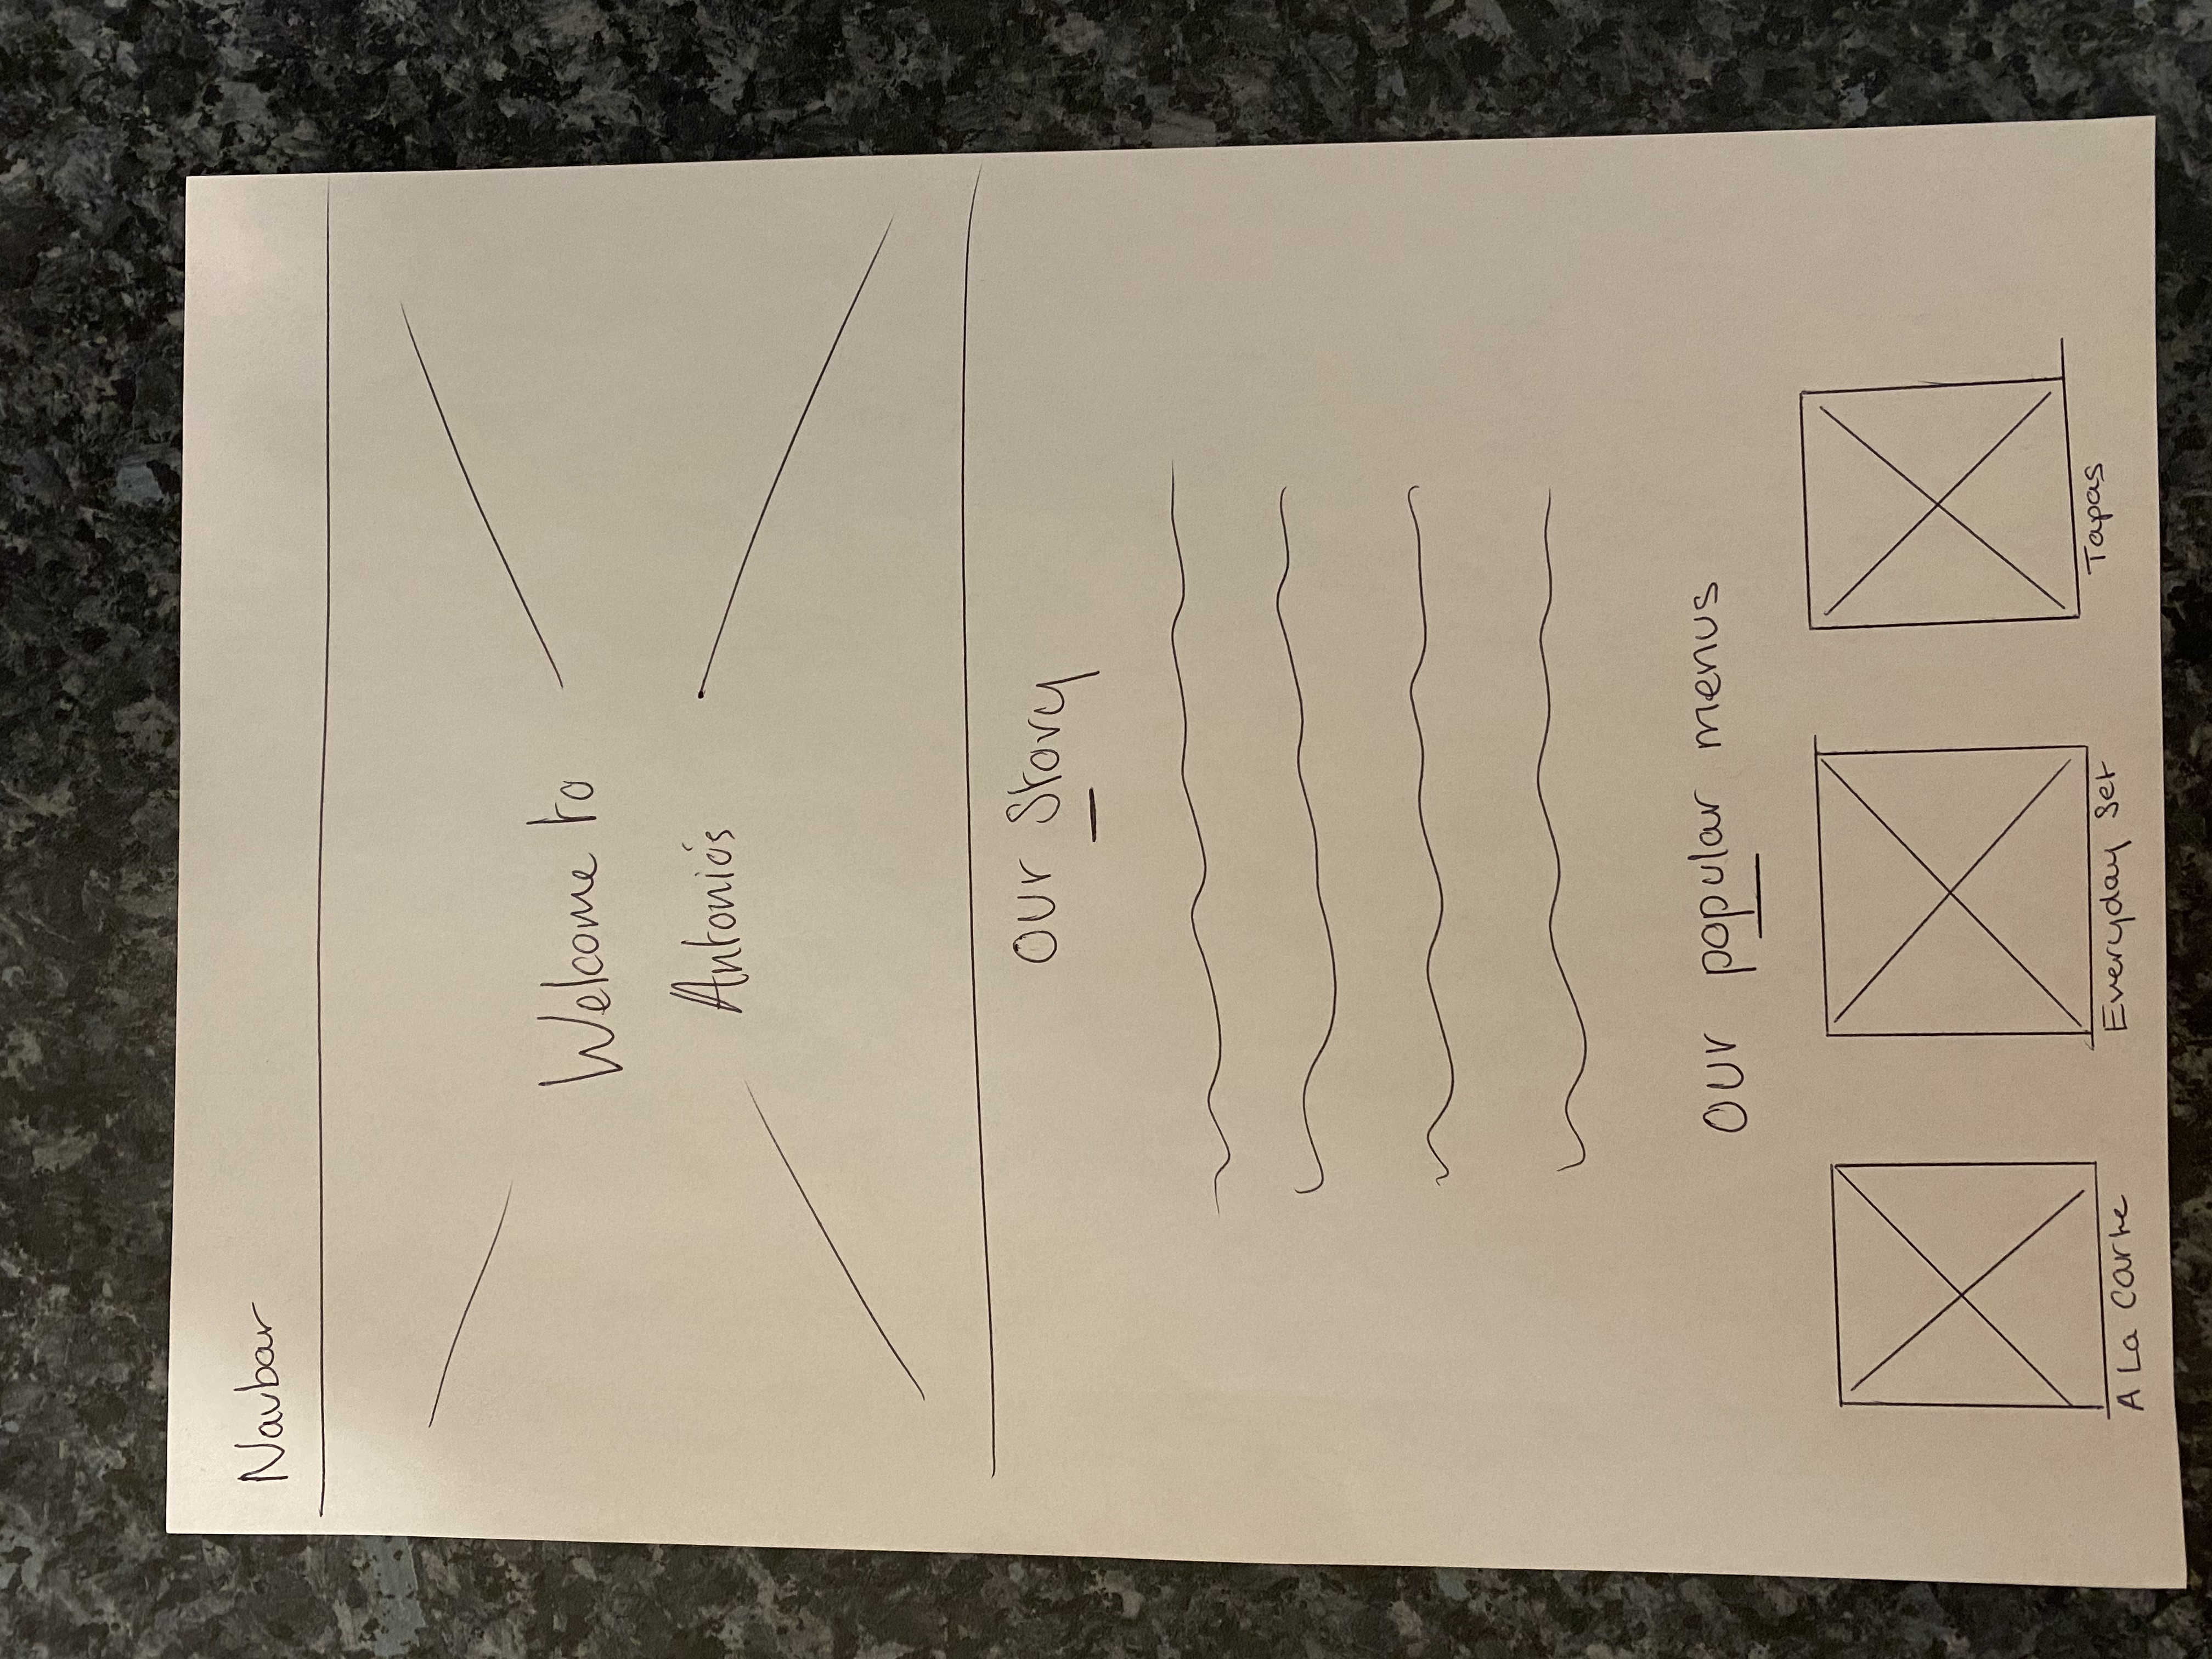 Navbar
Welcome to
Antonio's
Our Story
Our popular menus
A La Carte
Everyday Set
Tapas